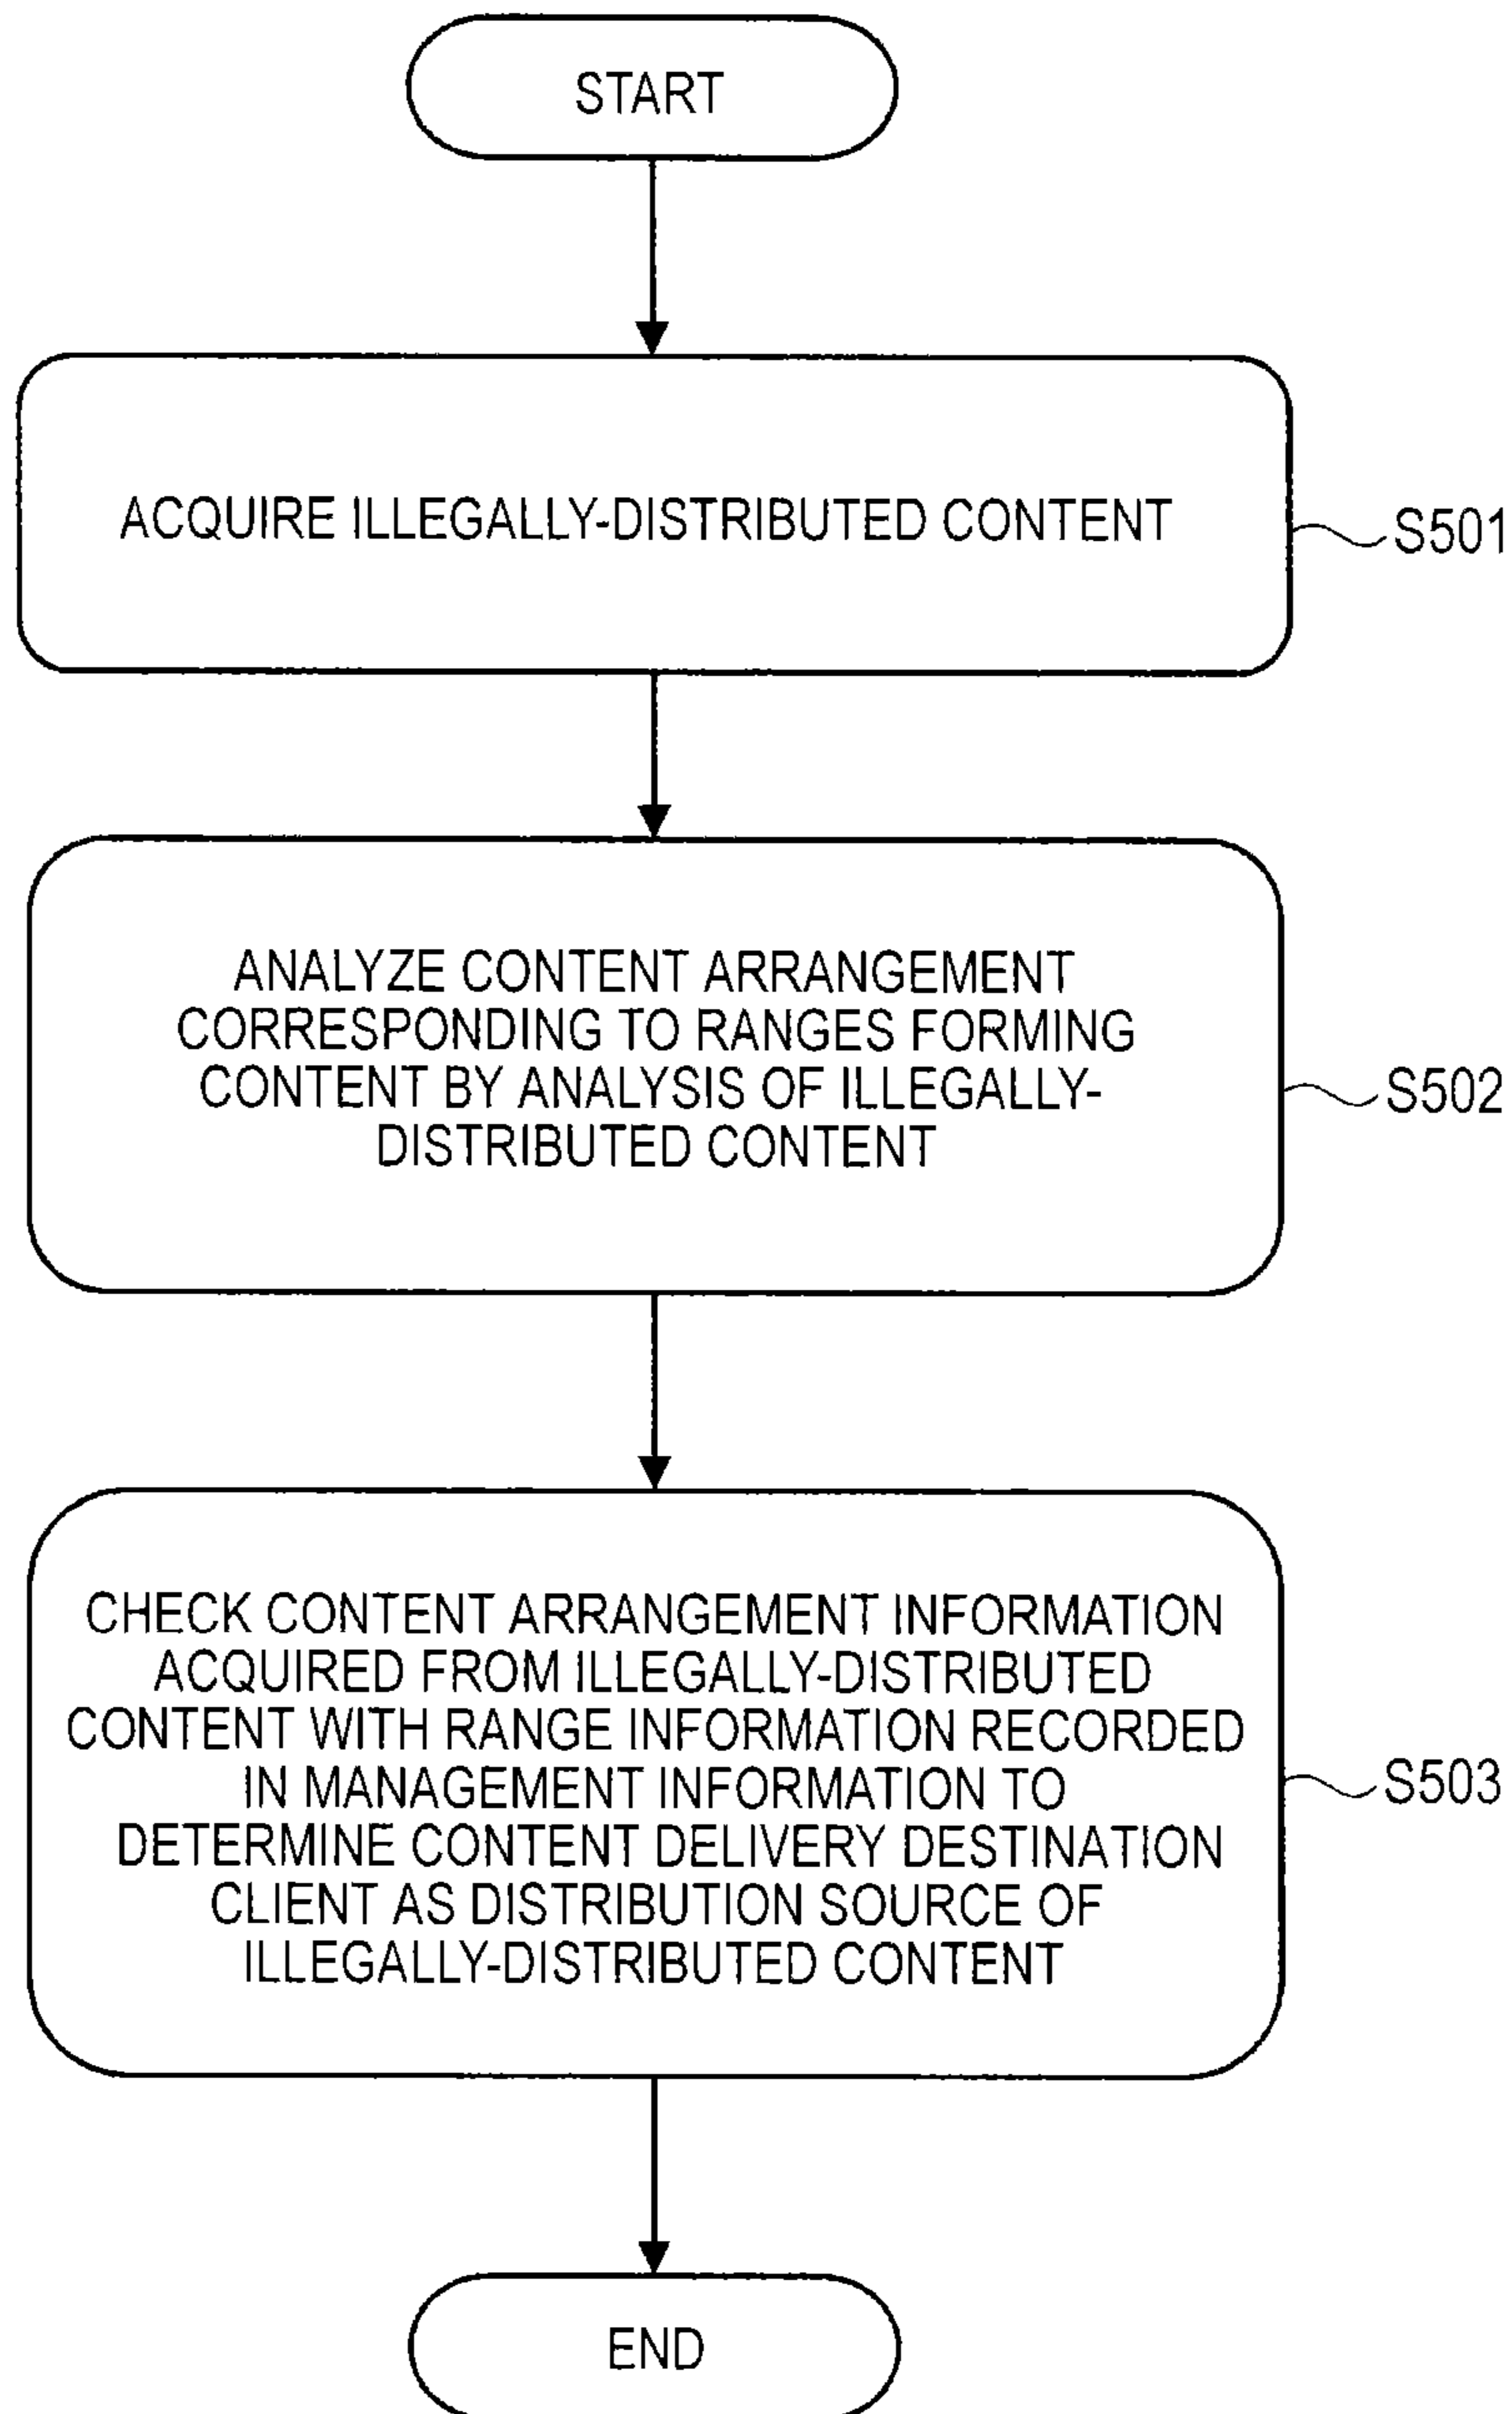 START
ACQUIRE ILLEGALLY-DISTRIBUTED CONTENT
S501
ANALYZE CONTENT ARRANGEMENT
CORRESPONDING TO RANGES FORMING
CONTENT BY ANALYSIS OF ILLEGALLY-
DISTRIBUTED CONTENT
S502
CHECK CONTENT ARRANGEMENT INFORMATION
ACQUIRED FROM ILLEGALLY-DISTRIBUTED
CONTENT WITH RANGE INFORMATION RECORDED
IN MANAGEMENT INFORMATION TO
DETERMINE CONTENT DELIVERY DESTINATION
CLIENT AS DISTRIBUTION SOURCE OF
ILLEGALLY-DISTRIBUTED CONTENT
S503
END